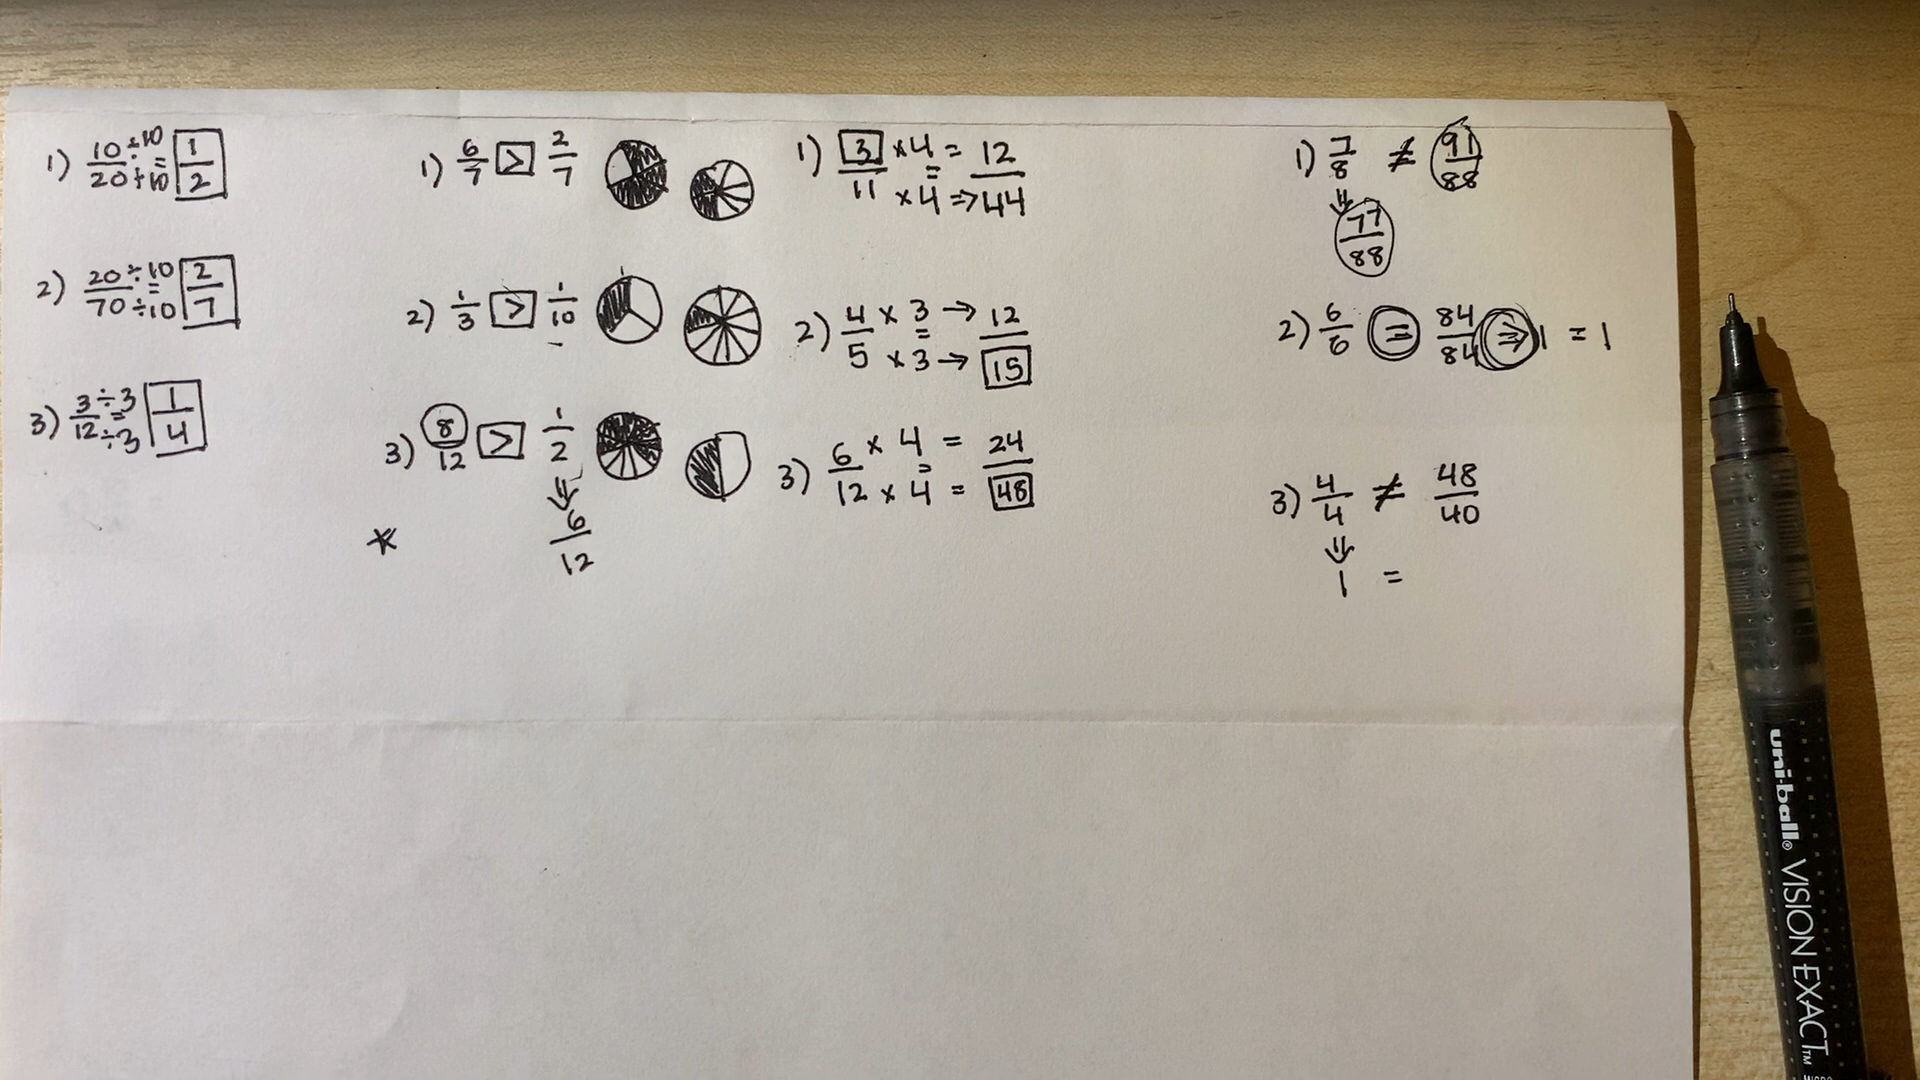 1) 10/20 ÷10 = ÷10 1/2
2) 20/70 ÷10 = ÷10 2/7
3) 3/12 ÷3 = ÷3 1/4
1) 6/7 > 2/7
2) 1/3 > 1/10
3) 8/12 > 1/2
⇓
* 6/12
1) 3 ×4 = 12
=
11 ×4 ⇒ 44
2) 4 × 3 → 12
=
5 × 3 → 15
3) 6 × 4 = 24
=
12 × 4 = 48
1) 7/8 ≠ 91/88
⇓
77/88
2) 6/6 = 84/84 ⇒ 1 = 1
3) 4/4 ≠ 48/40
⇓
1 =
uni-ball® VISION EXACT™